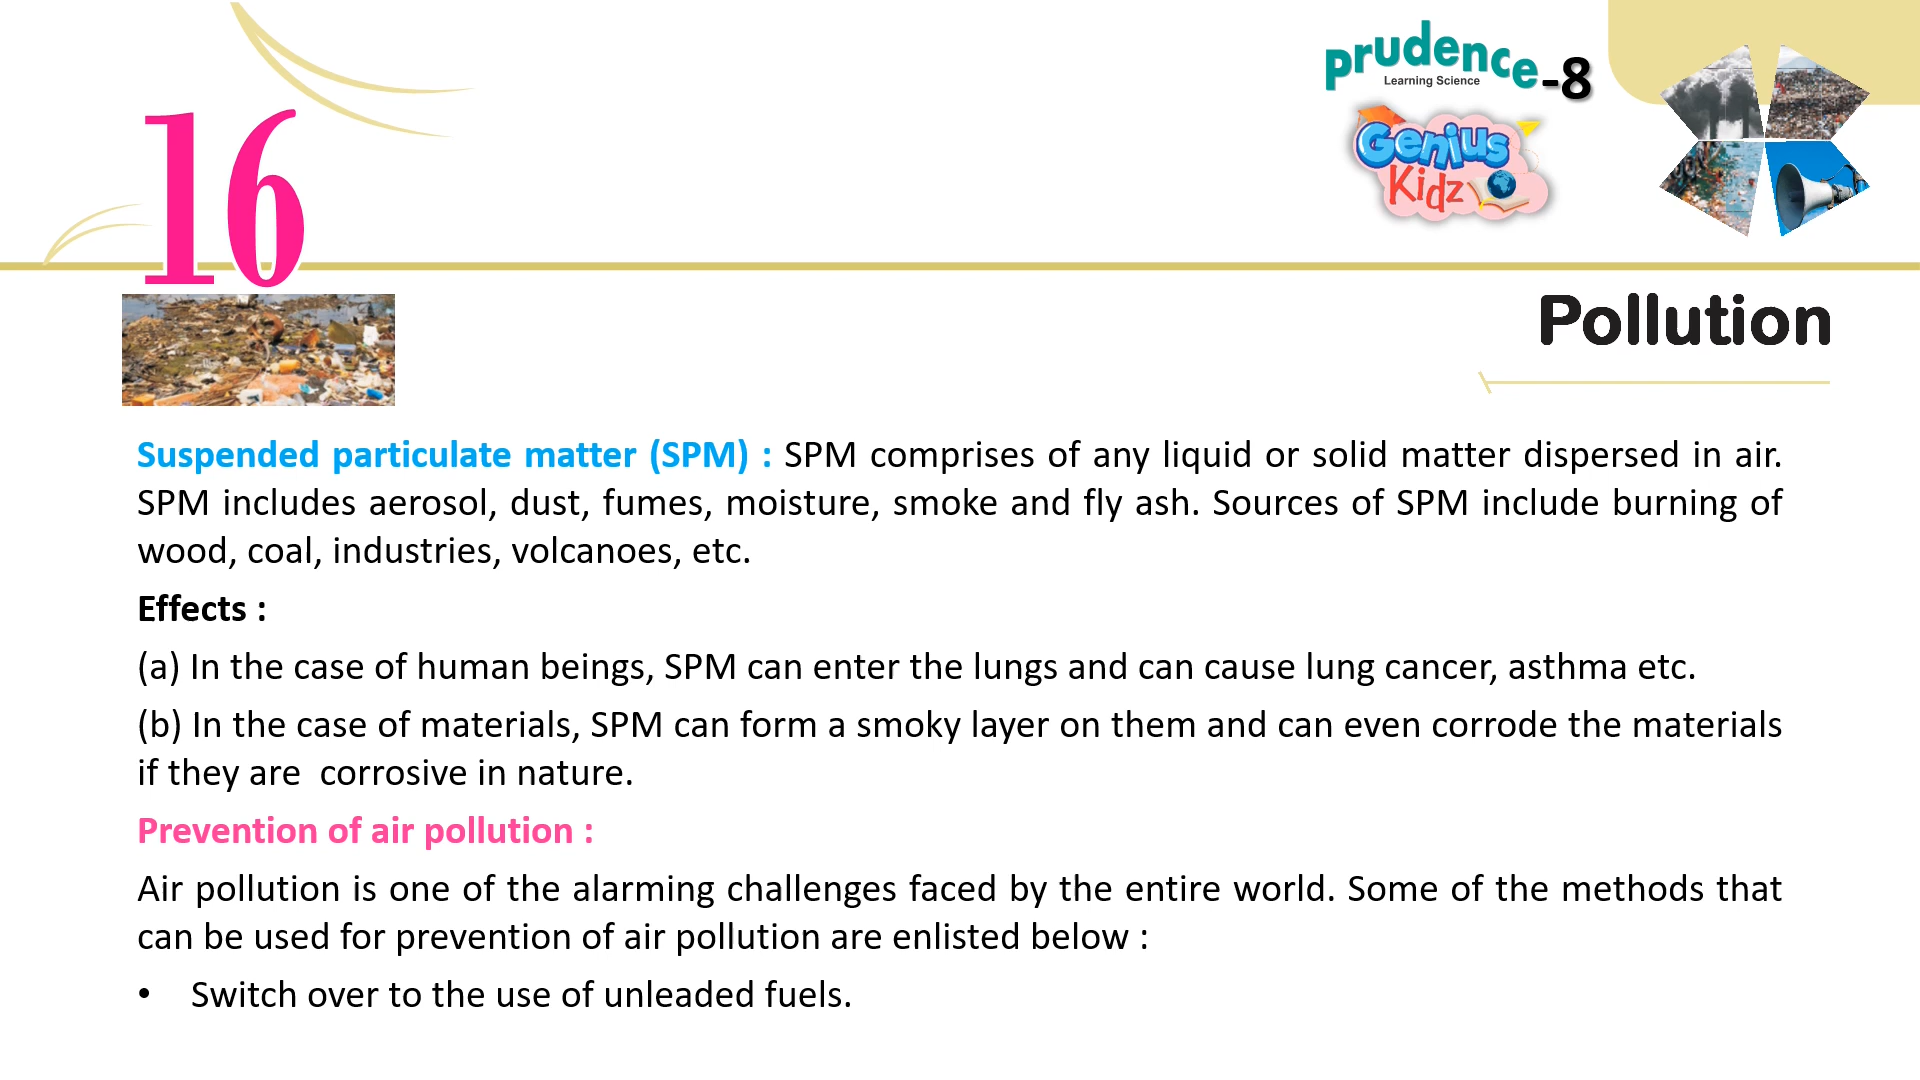 prudence-8
Learning Science
Genius
Kidz
16
Pollution
Suspended particulate matter (SPM) : SPM comprises of any liquid or solid matter dispersed in air.
SPM includes aerosol, dust, fumes, moisture, smoke and fly ash. Sources of SPM include burning of
wood, coal, industries, volcanoes, etc.
Effects :
(a) In the case of human beings, SPM can enter the lungs and can cause lung cancer, asthma etc.
(b) In the case of materials, SPM can form a smoky layer on them and can even corrode the materials
if they are  corrosive in nature.
Prevention of air pollution :
Air pollution is one of the alarming challenges faced by the entire world. Some of the methods that
can be used for prevention of air pollution are enlisted below :
• Switch over to the use of unleaded fuels.